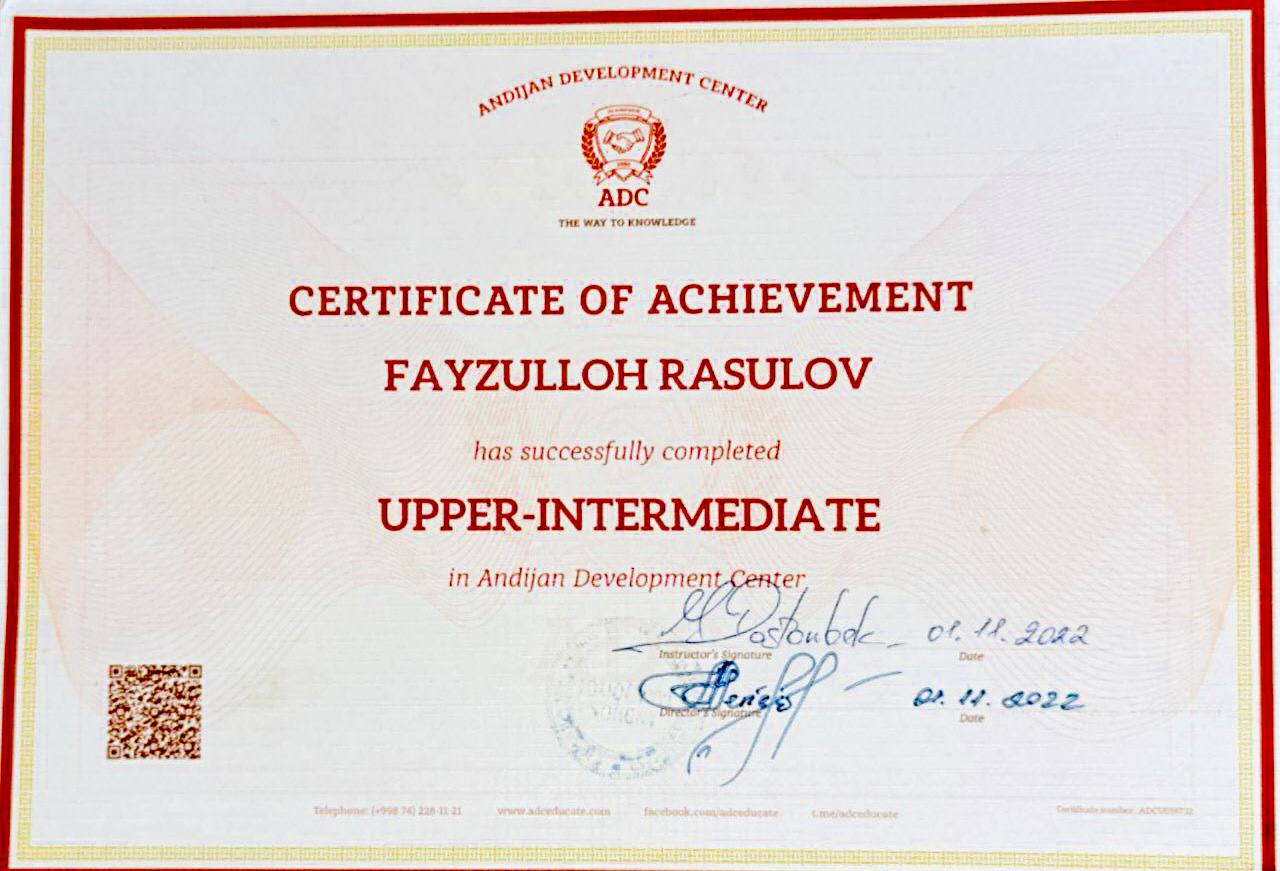 ANDIJAN DEVELOPMENT CENTER
ADC
THE WAY TO KNOWLEDGE
CERTIFICATE OF ACHIEVEMENT
FAYZULLOH RASULOV
has successfully completed
UPPER-INTERMEDIATE
in Andijan Development Center
Dostonbek 01.11.2022
Instructor's Signature Date
01.11.2022
Director's Signature Date
Telephone: (+998 74) 228-11-21 www.adceducate.com facebook.com/adceducate t.me/adceducate Certificate number: